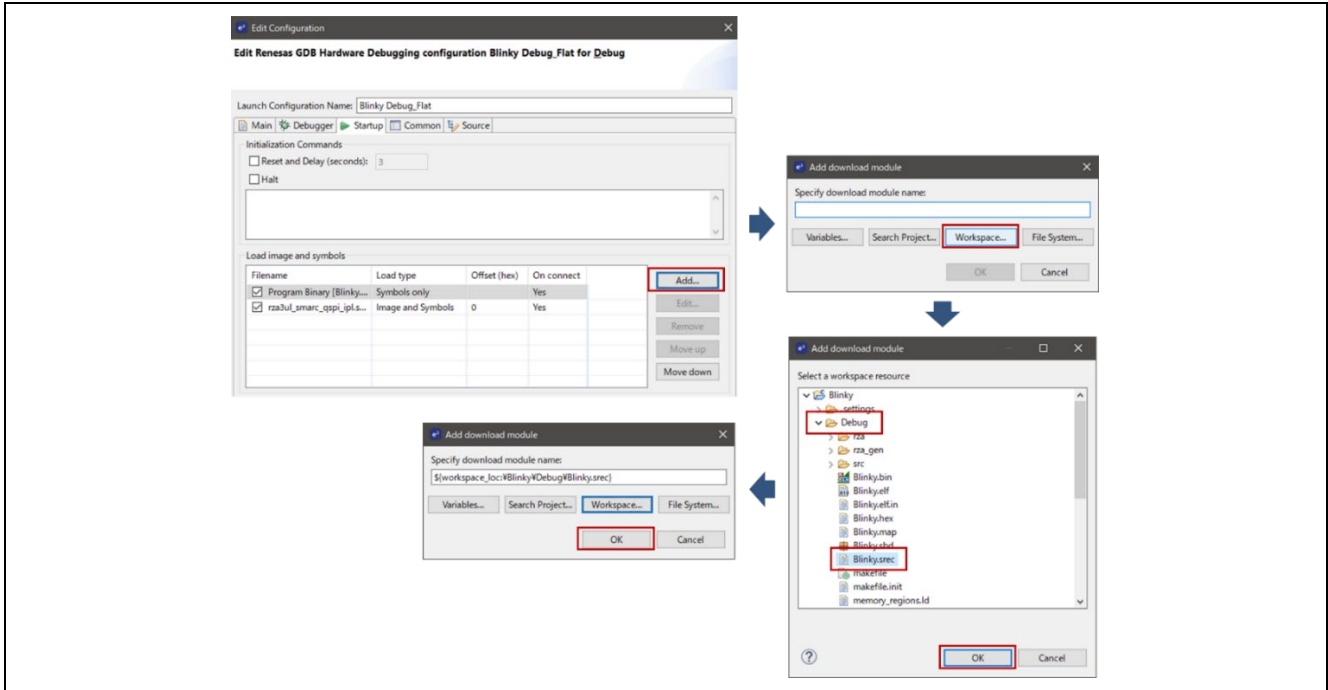 Edit Configuration
Edit Renesas GDB Hardware Debugging configuration Blinky Debug_Flat for Debug
Launch Configuration Name: Blinky Debug_Flat
Main Debugger Startup Common Source
Initialization Commands
Reset and Delay (seconds): 3
Halt
Load image and symbols
Filename Load type Offset (hex) On connect
Program Binary [Blinky.... Symbols only Yes
rza3ul_smarc_qspi_ipl.s... Image and Symbols 0 Yes
Add...
Edit...
Remove
Move up
Move down
Add download module
Specify download module name:
Variables... Search Project... Workspace... File System...
OK Cancel
Add download module
Select a workspace resource
Blinky
.settings
Debug
rza
rza_gen
src
Blinky.bin
Blinky.elf
Blinky.elf.in
Blinky.hex
Blinky.map
Blinky.sbd
Blinky.srec
makefile
makefile.init
memory_regions.ld
OK Cancel
Add download module
Specify download module name:
${workspace_loc:¥Blinky¥Debug¥Blinky.srec}
Variables... Search Project... Workspace... File System...
OK Cancel